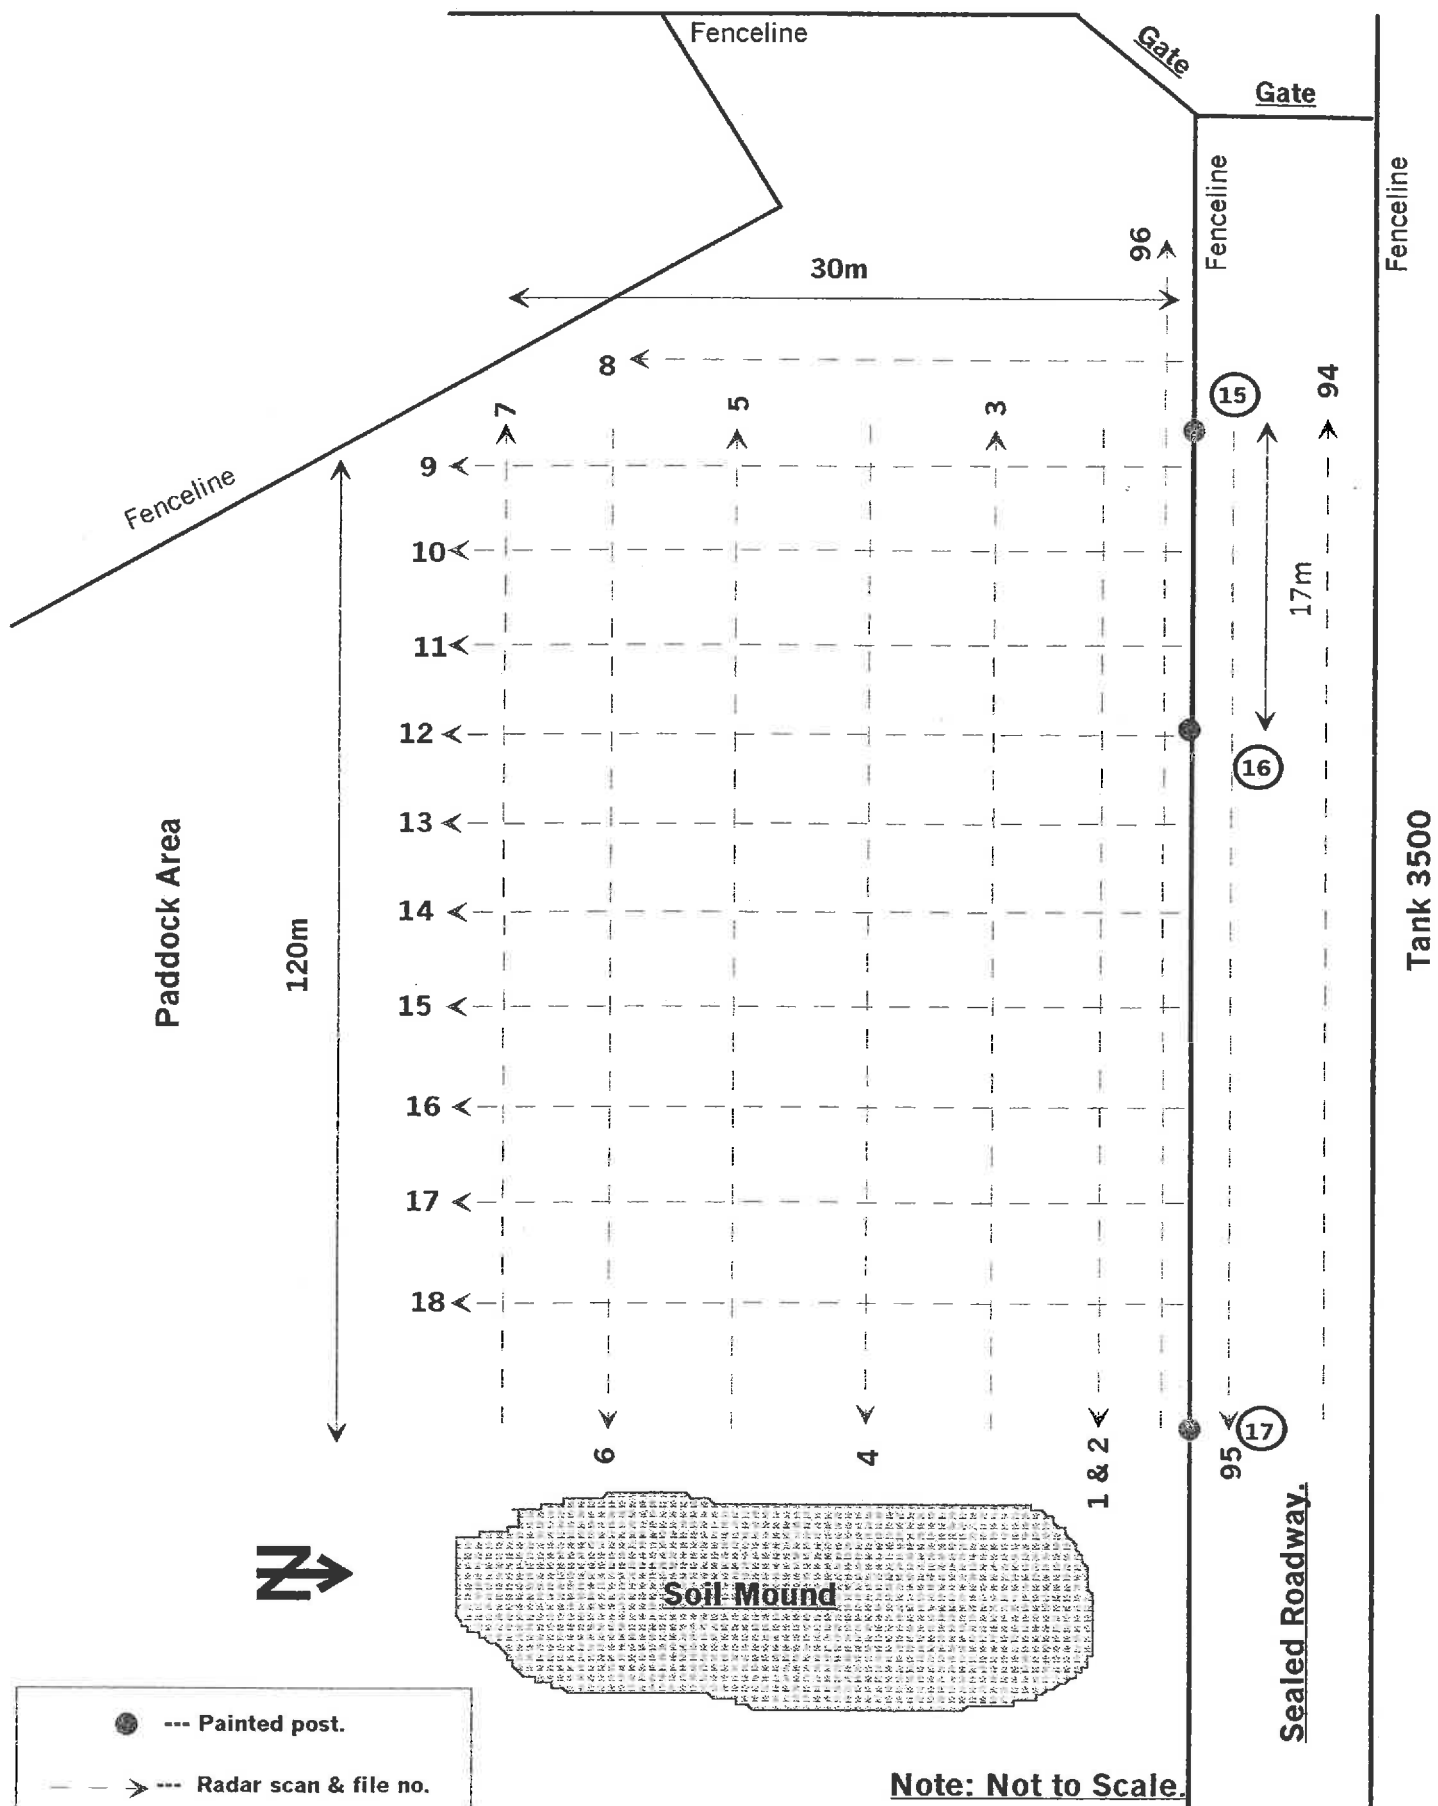 Fenceline
Gate
Gate
Fenceline
Fenceline
96
30m
8
15
94
7
5
3
9
Fenceline
10
17m
11
12
16
13
Tank 3500
Paddock Area
14
120m
15
16
17
18
17
6
4
1 & 2
95
Soil Mound
Sealed Roadway.
N
--- Painted post.
--- Radar scan & file no.
Note: Not to Scale.